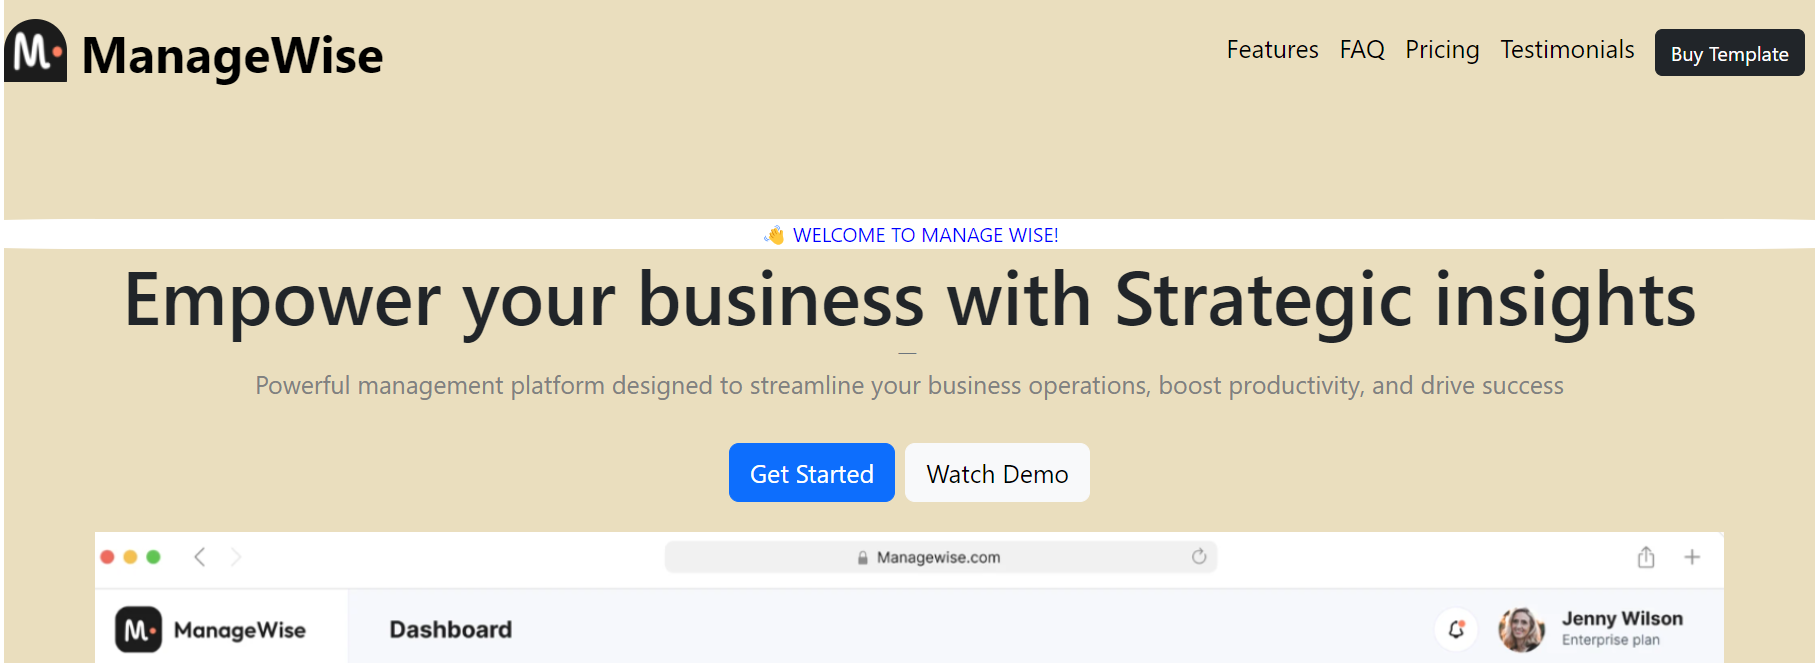 M. ManageWise
Features FAQ Pricing Testimonials Buy Template
👋 WELCOME TO MANAGE WISE!
Empower your business with Strategic insights
Powerful management platform designed to streamline your business operations, boost productivity, and drive success
Get Started Watch Demo
Managewise.com
M. ManageWise
Dashboard
Jenny Wilson
Enterprise plan